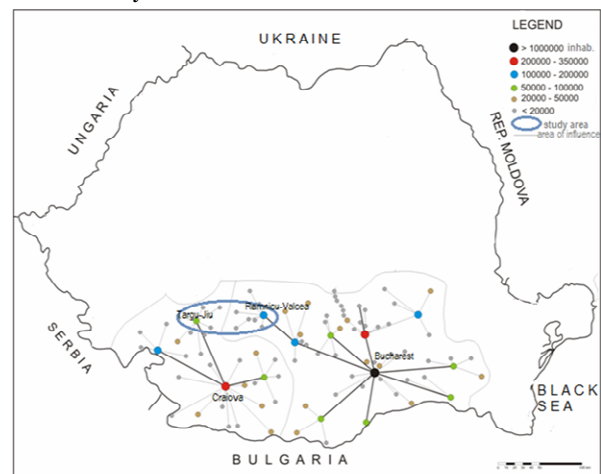 UKRAINE
UNGARIA
REP. MOLDOVA
SERBIA
BULGARIA
BLACK
SEA
LEGEND
> 1000000 inhab.
200000 - 350000
100000 - 200000
50000 - 100000
20000 - 50000
< 20000
study area
area of influence
Targu-Jiu
Ramnicu-Valcea
Bucharest
Craiova